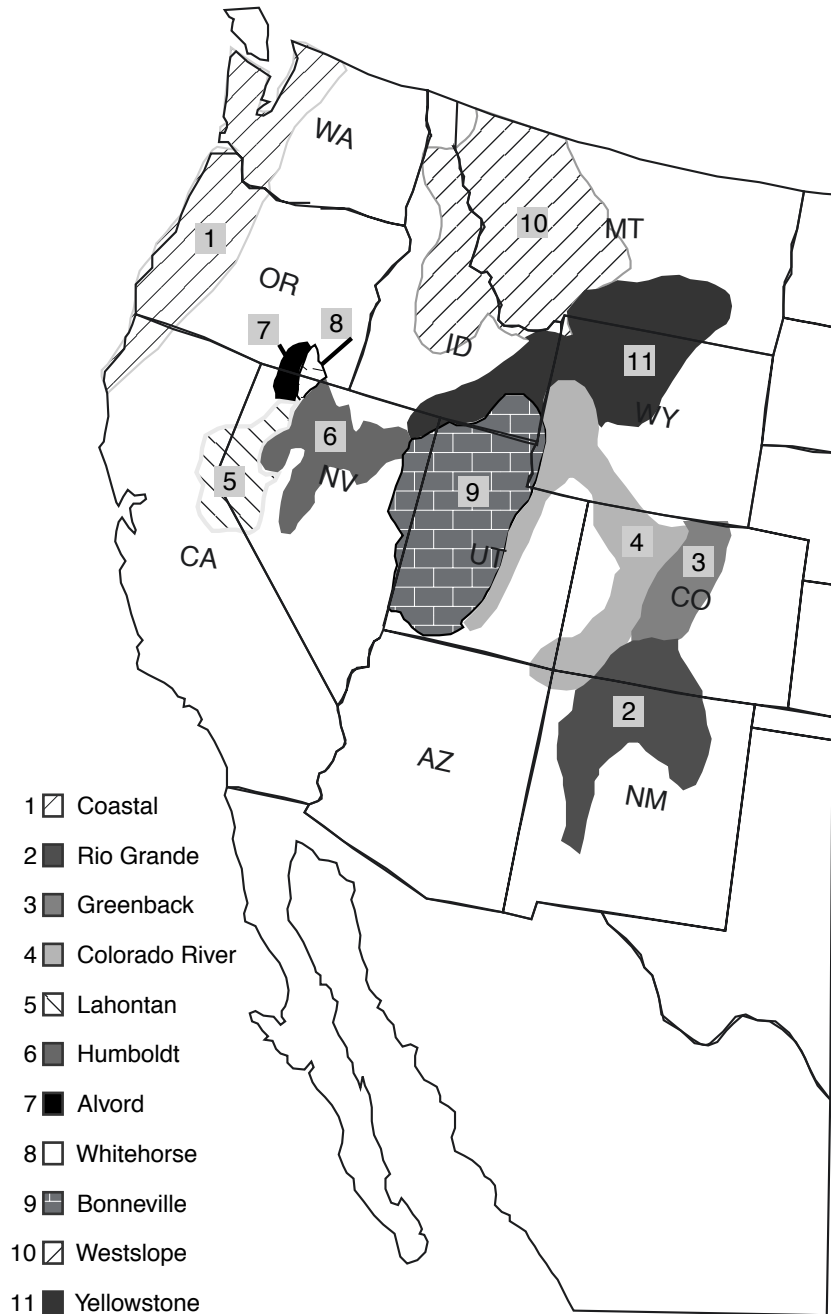 WA
10
MT
1
OR
7
8
ID
11
WY
6
5
NV
9
4
CA
UT
3
CO
2
AZ
NM
1 Coastal
2 Rio Grande
3 Greenback
4 Colorado River
5 Lahontan
6 Humboldt
7 Alvord
8 Whitehorse
9 Bonneville
10 Westslope
11 Yellowstone